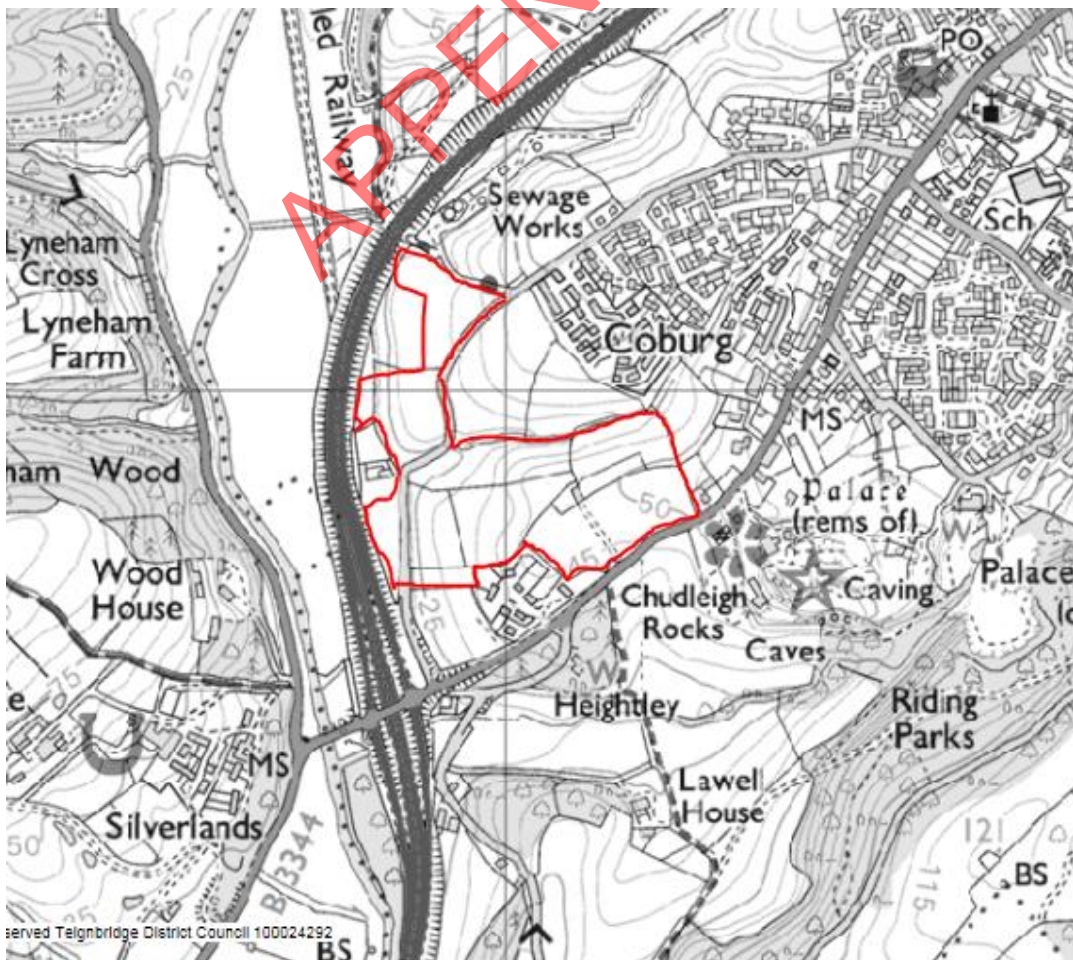 APPEN
PO
50
25
led Railway
Sewage
Works
Sch
Lyneham
Cross
Lyneham
Farm
Coburg
MS
ham Wood
50
Palace
(rems of)
W
Wood
House
45
25
Chudleigh
Rocks
Caving
Palace
Caves
W
Heightley
Riding
Parks
MS
Lawell
House
Silverlands
B 3344
50
121
115
BS
served Teignbridge District Council 100024292
BS